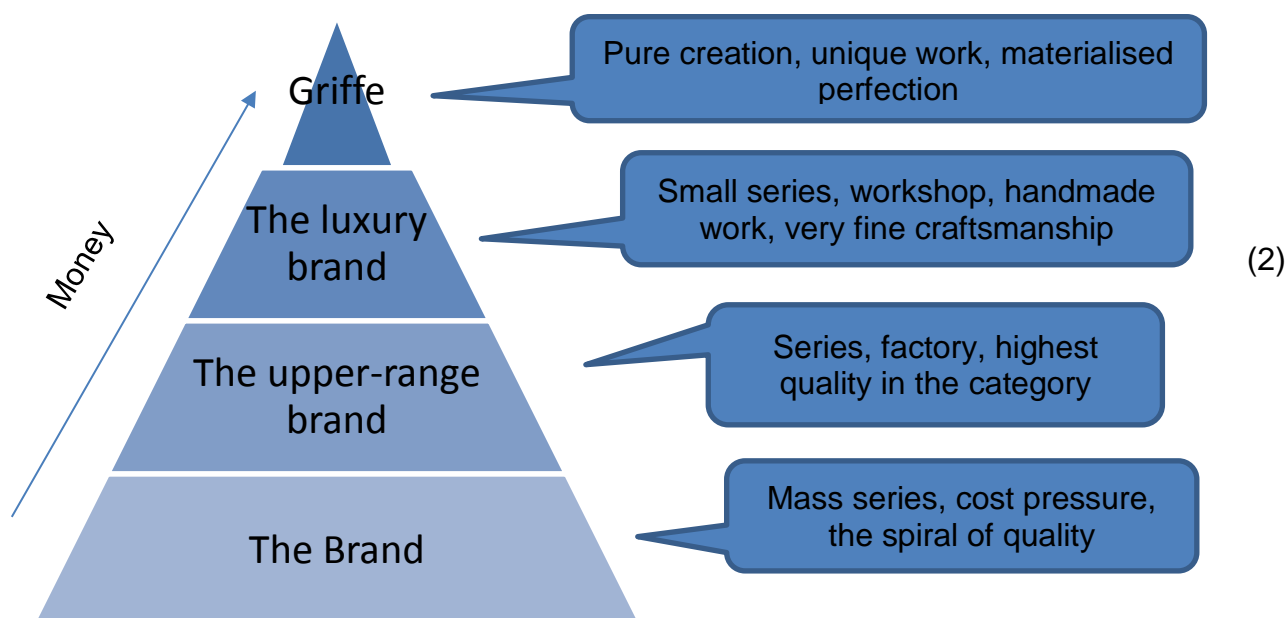 Griffe
Pure creation, unique work, materialised
perfection
Money
The luxury
brand
Small series, workshop, handmade
work, very fine craftsmanship
(2)
The upper-range
brand
Series, factory, highest
quality in the category
The Brand
Mass series, cost pressure,
the spiral of quality